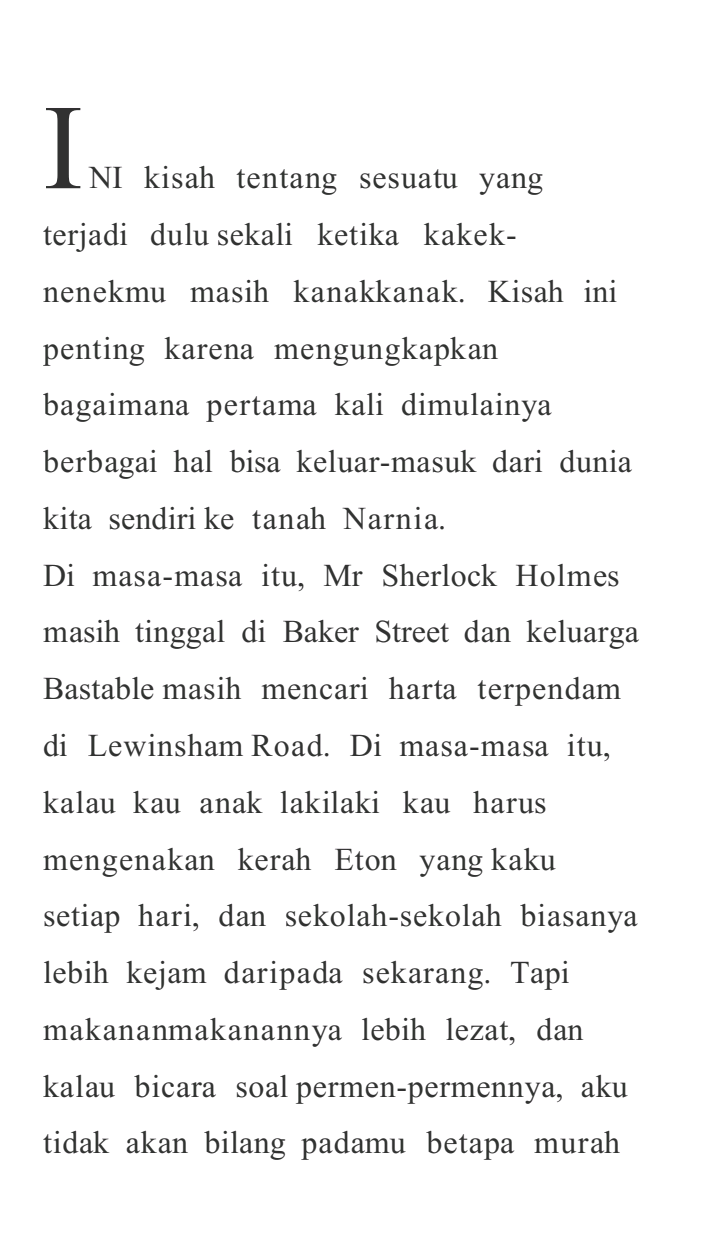 INI kisah tentang sesuatu yang
terjadi dulu sekali ketika kakek-
nenekmu masih kanakkanak. Kisah ini
penting karena mengungkapkan
bagaimana pertama kali dimulainya
berbagai hal bisa keluar-masuk dari dunia
kita sendiri ke tanah Narnia.
Di masa-masa itu, Mr Sherlock Holmes
masih tinggal di Baker Street dan keluarga
Bastable masih mencari harta terpendam
di Lewinsham Road. Di masa-masa itu,
kalau kau anak lakilaki kau harus
mengenakan kerah Eton yang kaku
setiap hari, dan sekolah-sekolah biasanya
lebih kejam daripada sekarang. Tapi
makananmakanannya lebih lezat, dan
kalau bicara soal permen-permennya, aku
tidak akan bilang padamu betapa murah